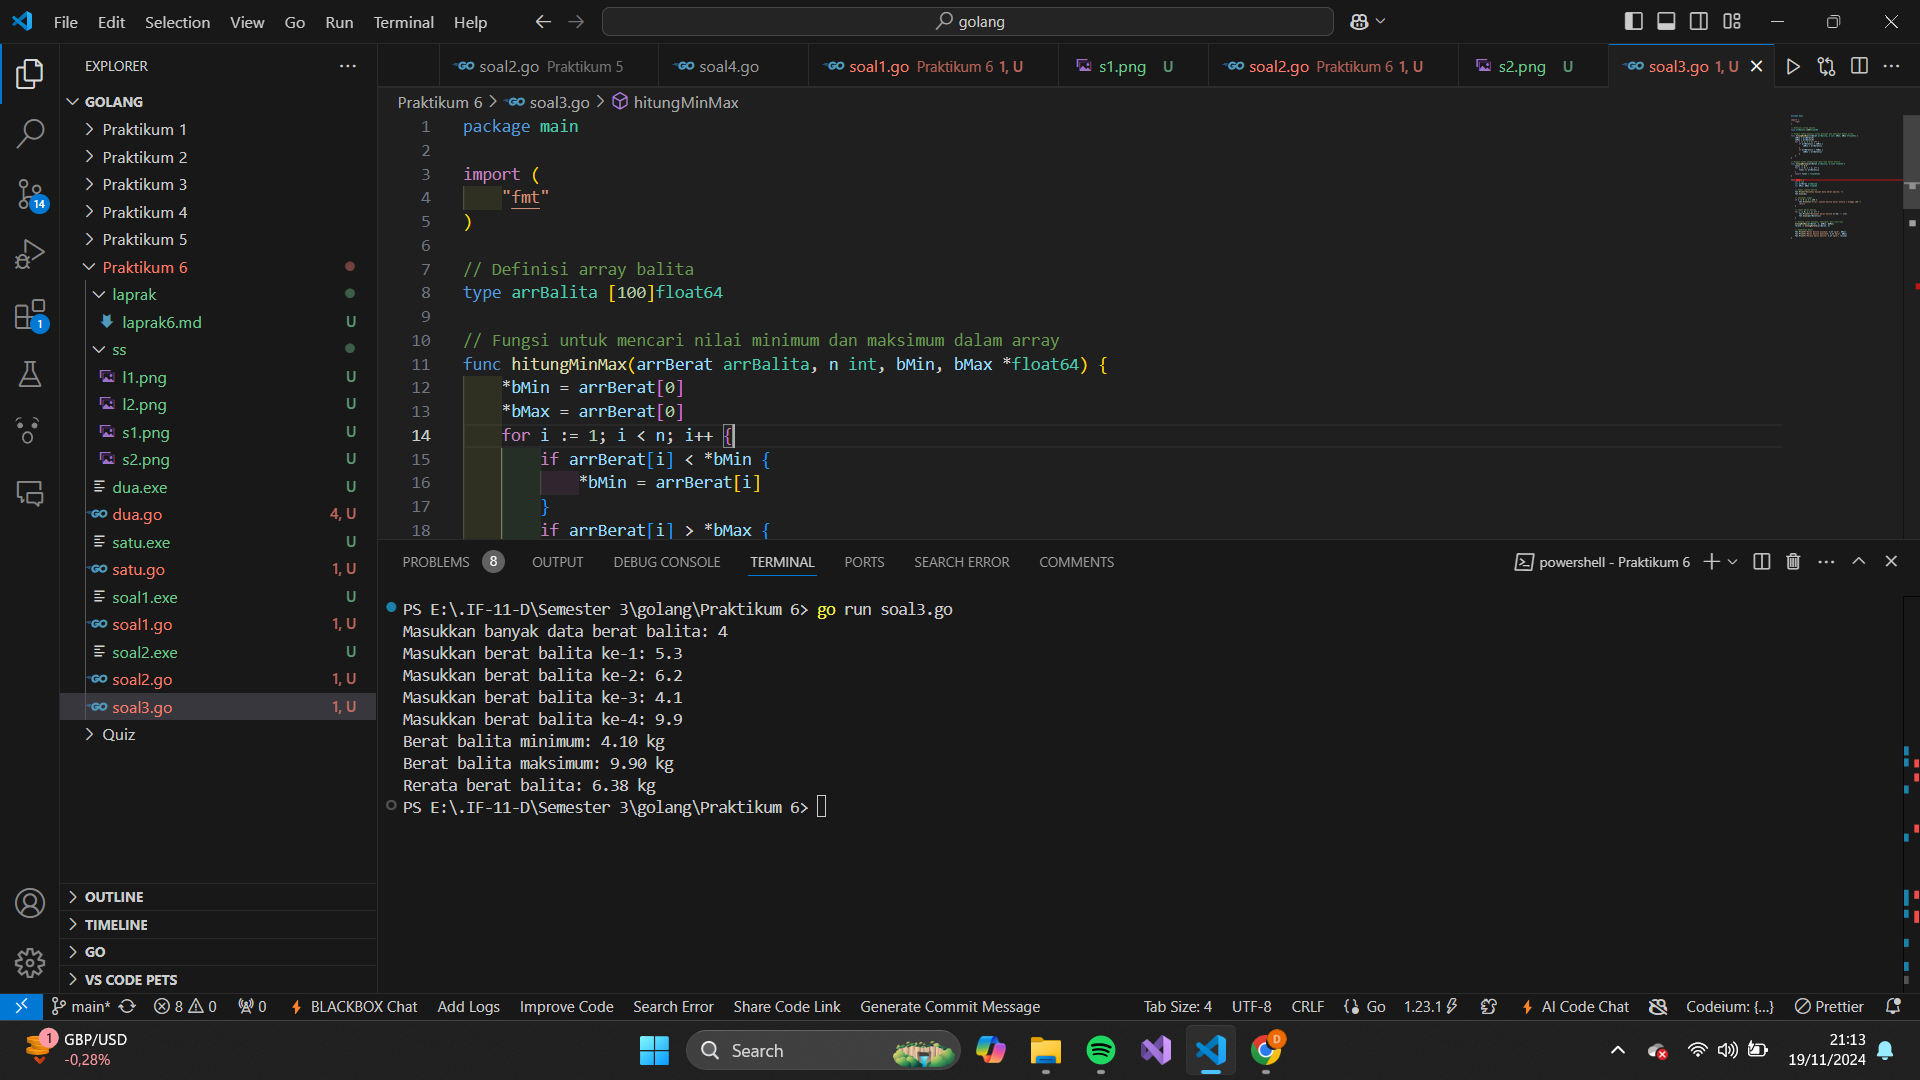 File Edit Selection View Go Run Terminal Help
golang
EXPLORER
GOLANG
Praktikum 1
Praktikum 2
Praktikum 3
Praktikum 4
Praktikum 5
Praktikum 6
laprak
laprak6.md U
ss
l1.png U
l2.png U
s1.png U
s2.png U
dua.exe U
dua.go 4, U
satu.exe U
satu.go 1, U
soal1.exe U
soal1.go 1, U
soal2.exe U
soal2.go 1, U
soal3.go 1, U
Quiz
OUTLINE
TIMELINE
GO
VS CODE PETS
14
1
soal2.go Praktikum 5
soal4.go
soal1.go Praktikum 6 1, U
s1.png U
soal2.go Praktikum 6 1, U
s2.png U
soal3.go 1, U
Praktikum 6 > soal3.go > hitungMinMax
1 package main
2
3 import (
4 "fmt"
5 )
6
7 // Definisi array balita
8 type arrBalita [100]float64
9
10 // Fungsi untuk mencari nilai minimum dan maksimum dalam array
11 func hitungMinMax(arrBerat arrBalita, n int, bMin, bMax *float64) {
12 *bMin = arrBerat[0]
13 *bMax = arrBerat[0]
14 for i := 1; i < n; i++ {
15 if arrBerat[i] < *bMin {
16 *bMin = arrBerat[i]
17 }
18 if arrBerat[i] > *bMax {
PROBLEMS 8 OUTPUT DEBUG CONSOLE TERMINAL PORTS SEARCH ERROR COMMENTS
powershell - Praktikum 6
PS E:\.IF-11-D\Semester 3\golang\Praktikum 6> go run soal3.go
Masukkan banyak data berat balita: 4
Masukkan berat balita ke-1: 5.3
Masukkan berat balita ke-2: 6.2
Masukkan berat balita ke-3: 4.1
Masukkan berat balita ke-4: 9.9
Berat balita minimum: 4.10 kg
Berat balita maksimum: 9.90 kg
Rerata berat balita: 6.38 kg
PS E:\.IF-11-D\Semester 3\golang\Praktikum 6>
main* 8 0 0 BLACKBOX Chat Add Logs Improve Code Search Error Share Code Link Generate Commit Message
Tab Size: 4 UTF-8 CRLF Go 1.23.1 AI Code Chat Codeium: {...} Prettier
1
GBP/USD
-0,28%
Search
D
21:13
19/11/2024